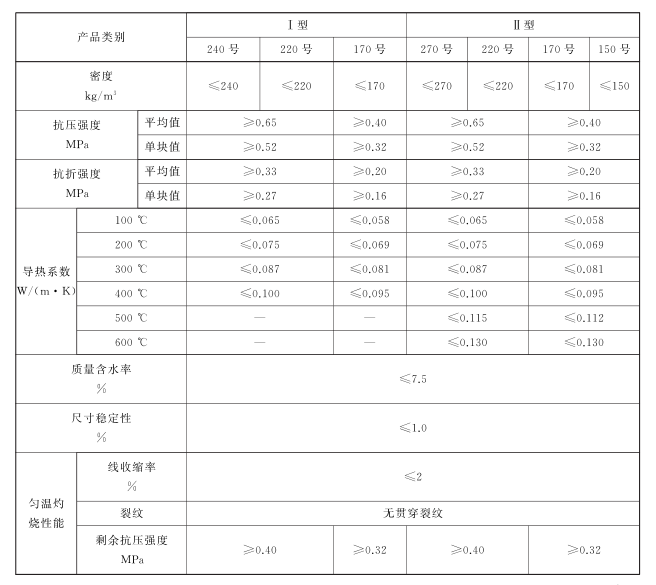 产品类别 Ⅰ型 Ⅱ型
240 号 220 号 170 号 270 号 220 号 170 号 150 号
密度
kg/m³ ≤240 ≤220 ≤170 ≤270 ≤220 ≤170 ≤150
抗压强度
MPa 平均值 ≥0.65 ≥0.40 ≥0.65 ≥0.40
单块值 ≥0.52 ≥0.32 ≥0.52 ≥0.32
抗折强度
MPa 平均值 ≥0.33 ≥0.20 ≥0.33 ≥0.20
单块值 ≥0.27 ≥0.16 ≥0.27 ≥0.16
导热系数
W/(m·K) 100 ℃ ≤0.065 ≤0.058 ≤0.065 ≤0.058
200 ℃ ≤0.075 ≤0.069 ≤0.075 ≤0.069
300 ℃ ≤0.087 ≤0.081 ≤0.087 ≤0.081
400 ℃ ≤0.100 ≤0.095 ≤0.100 ≤0.095
500 ℃ — — ≤0.115 ≤0.112
600 ℃ — — ≤0.130 ≤0.130
质量含水率
% ≤7.5
尺寸稳定性
% ≤1.0
匀温灼
烧性能 线收缩率
% ≤2
裂纹 无贯穿裂纹
剩余抗压强度
MPa ≥0.40 ≥0.32 ≥0.40 ≥0.32